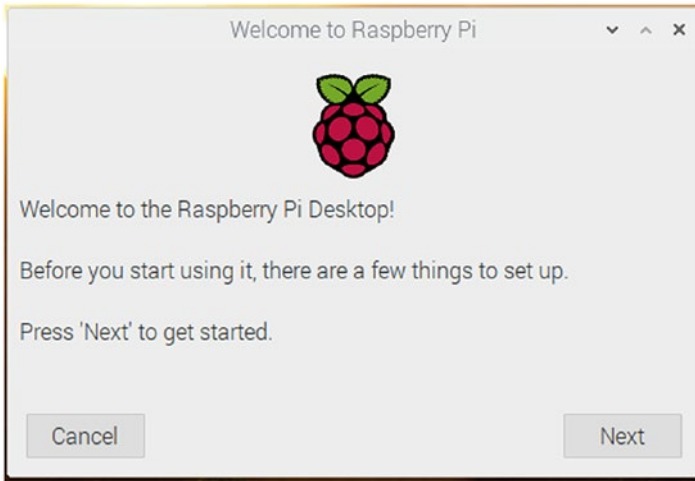 Welcome to Raspberry Pi
Welcome to the Raspberry Pi Desktop!
Before you start using it, there are a few things to set up.
Press 'Next' to get started.
Cancel
Next